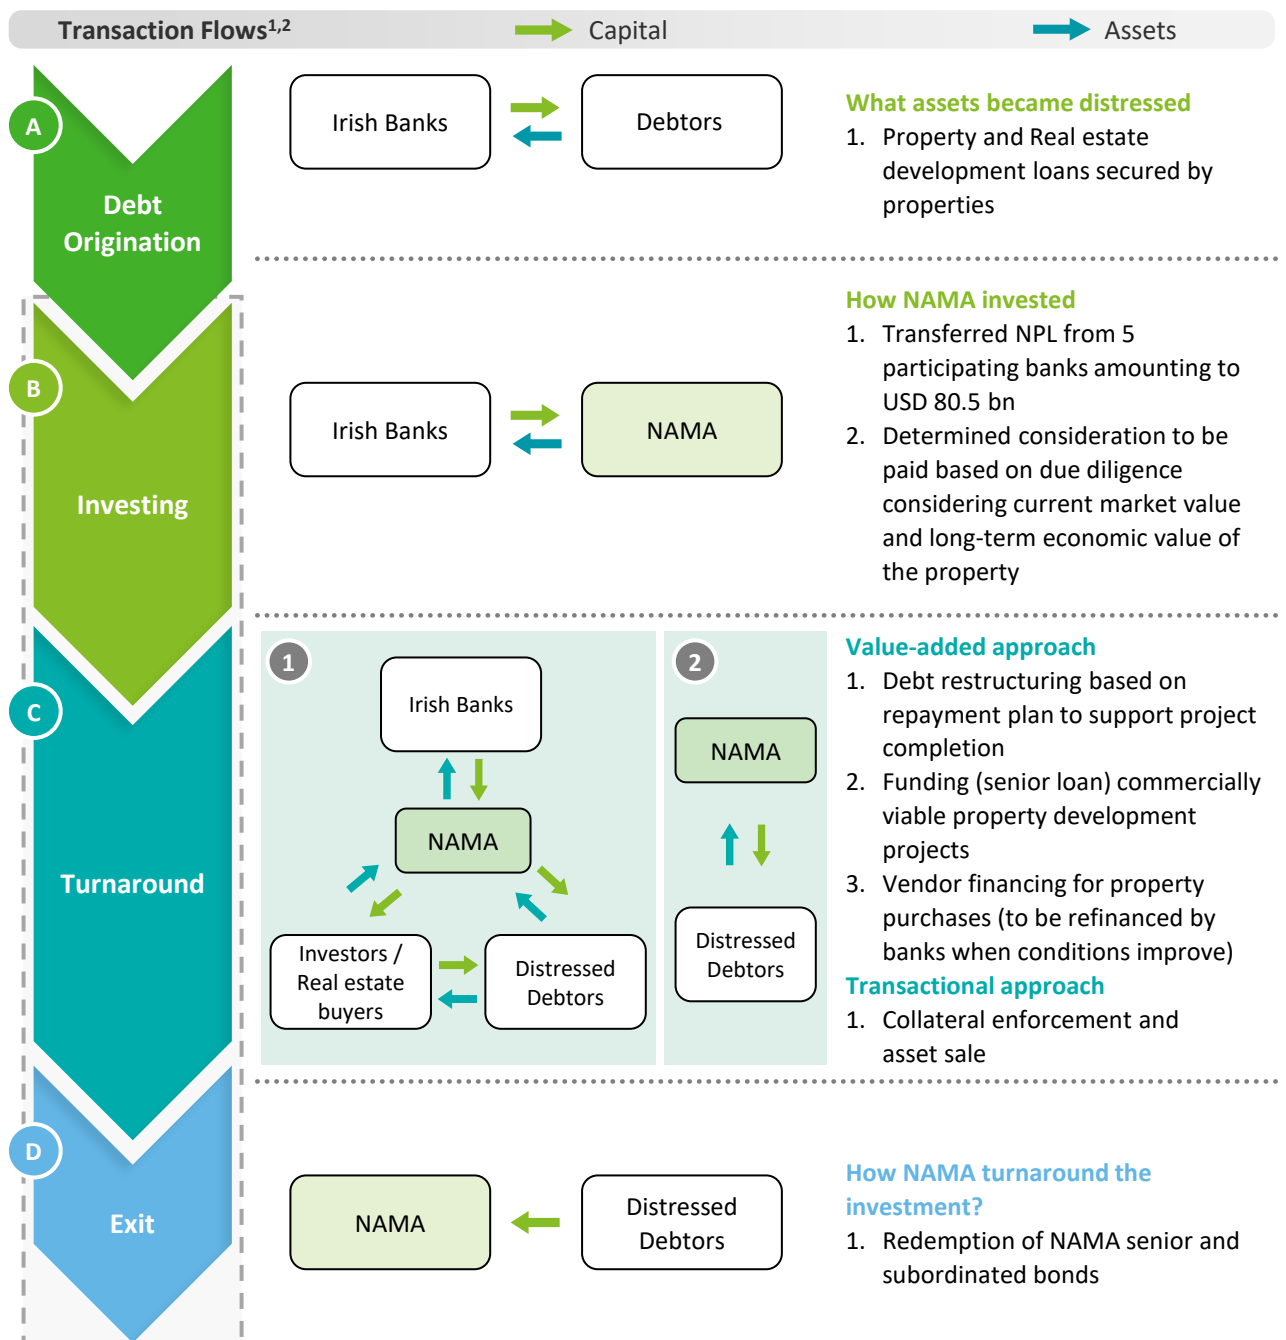 Transaction Flows1,2
Capital
Assets
A
Debt
Origination
Irish Banks
Debtors
What assets became distressed
1. Property and Real estate
development loans secured by
properties
B
Investing
Irish Banks
NAMA
How NAMA invested
1. Transferred NPL from 5
participating banks amounting to
USD 80.5 bn
2. Determined consideration to be
paid based on due diligence
considering current market value
and long-term economic value of
the property
C
Turnaround
1
Irish Banks
NAMA
Investors /
Real estate
buyers
Distressed
Debtors
2
NAMA
Distressed
Debtors
Value-added approach
1. Debt restructuring based on
repayment plan to support project
completion
2. Funding (senior loan) commercially
viable property development
projects
3. Vendor financing for property
purchases (to be refinanced by
banks when conditions improve)
Transactional approach
1. Collateral enforcement and
asset sale
D
Exit
NAMA
Distressed
Debtors
How NAMA turnaround the
investment?
1. Redemption of NAMA senior and
subordinated bonds